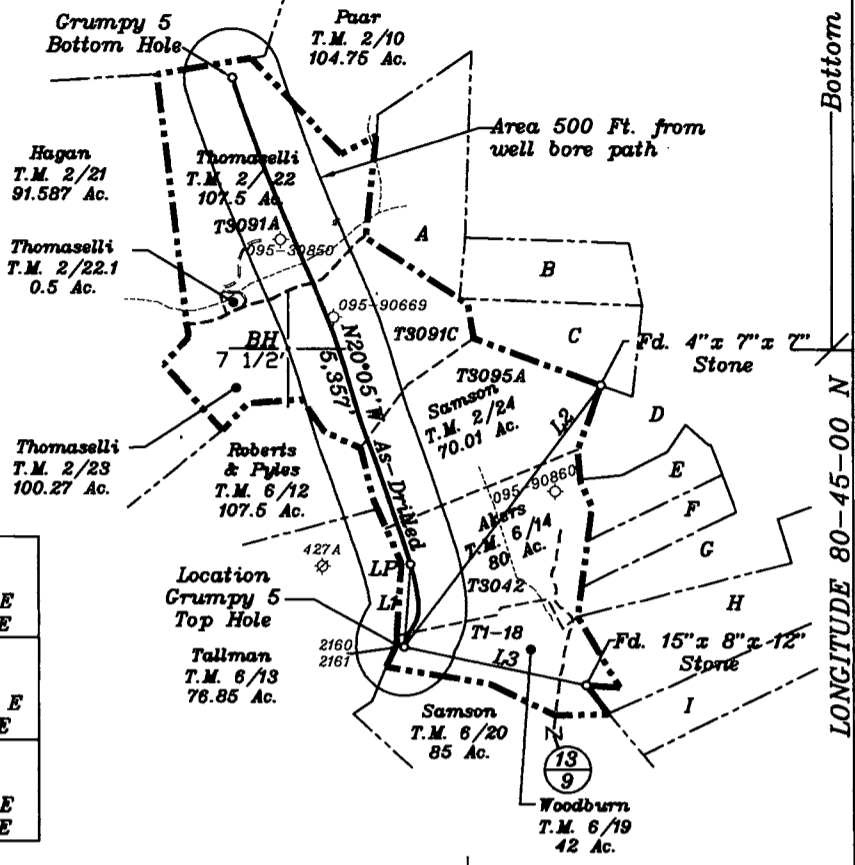 Grumpy 5
Bottom Hole
Paar
T.M. 2/10
104.75 Ac.
Bottom
Area 500 Ft. from
well bore path
Hagan
T.M. 2/21
91.587 Ac.
Thomaselli
T.M. 2/22
107.5 Ac.
T3091A
095-30850
Thomaselli
T.M. 2/22.1
0.5 Ac.
A
B
C
095-90669
T3091C
BH
7 1/2'
N20°05'W
5,357'
As-Drilled
Fd. 4"x 7"x 7"
Stone
T3095A
Samson
T.M. 2/24
70.01 Ac.
L2
D
E
F
G
H
I
Thomaselli
T.M. 2/23
100.27 Ac.
Roberts
& Pyles
T.M. 6/12
107.5 Ac.
095-90860
Akers
T.M. 6/14
80 Ac.
T3042
427A
LP
L1
Location
Grumpy 5
Top Hole
2160
2161
T1-18
L3
Fd. 15"x 8"x 12"
Stone
Tallman
T.M. 6/13
76.85 Ac.
Samson
T.M. 6/20
85 Ac.
13
9
Woodburn
T.M. 6/19
42 Ac.
LONGITUDE 80-45-00 N
E
E
E
E
E
E